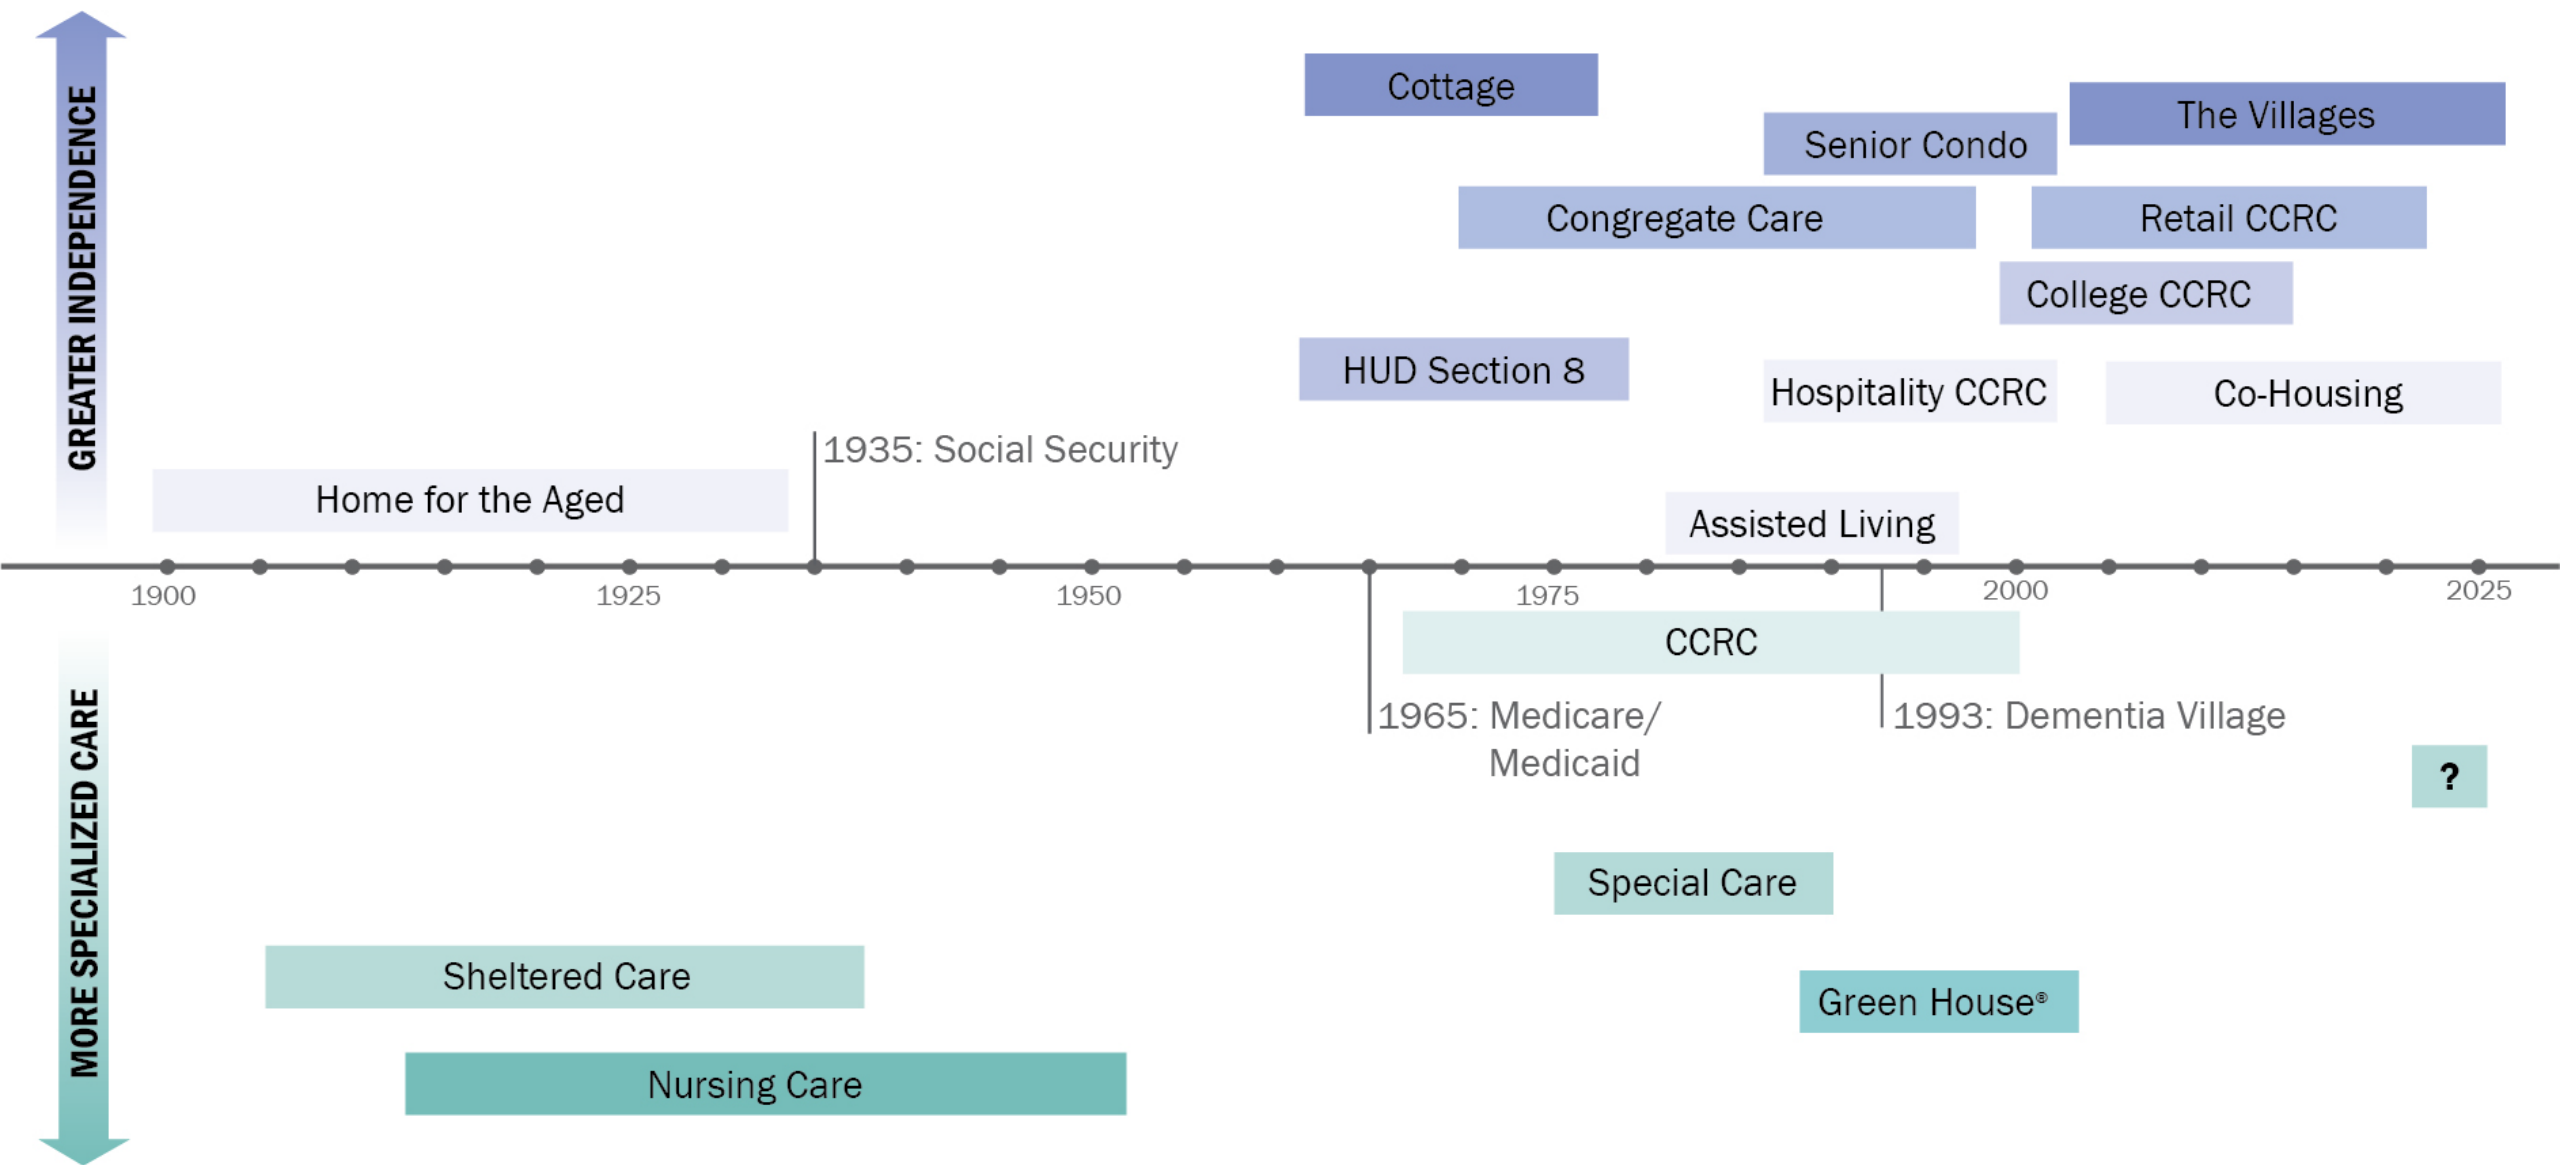 GREATER INDEPENDENCE
Cottage
The Villages
Senior Condo
Congregate Care
Retail CCRC
College CCRC
HUD Section 8
Hospitality CCRC
Co-Housing
1935: Social Security
Home for the Aged
Assisted Living
1900
1925
1950
1975
2000
2025
CCRC
MORE SPECIALIZED CARE
1965: Medicare/
Medicaid
1993: Dementia Village
?
Special Care
Sheltered Care
Green House®
Nursing Care